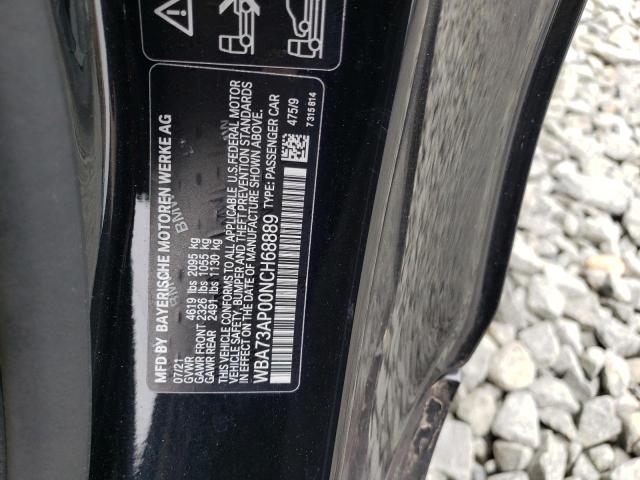 MFD BY BAYERISCHE MOTOREN WERKE AG
07/21
GVWR 4619 lbs 2095 kg
GAWR FRONT 2326 lbs 1055 kg
GAWR REAR 2491 lbs 1130 kg
THIS VEHICLE CONFORMS TO ALL APPLICABLE U.S.FEDERAL MOTOR
VEHICLE SAFETY, BUMPER AND THEFT PREVENTION STANDARDS
IN EFFECT ON THE DATE OF MANUFACTURE SHOWN ABOVE.
WBA73AP00NCH68889 TYPE: PASSENGER CAR
475/9
7 315 814